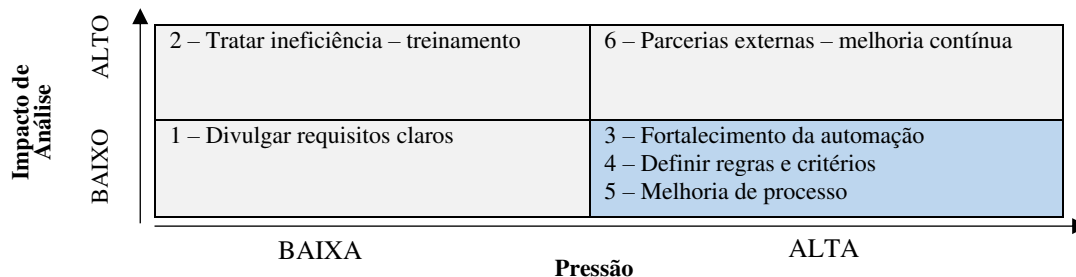 Impacto de
Análise
ALTO
2 – Tratar ineficiência – treinamento
6 – Parcerias externas – melhoria contínua
BAIXO
1 – Divulgar requisitos claros
3 – Fortalecimento da automação
4 – Definir regras e critérios
5 – Melhoria de processo
BAIXA
ALTA
Pressão